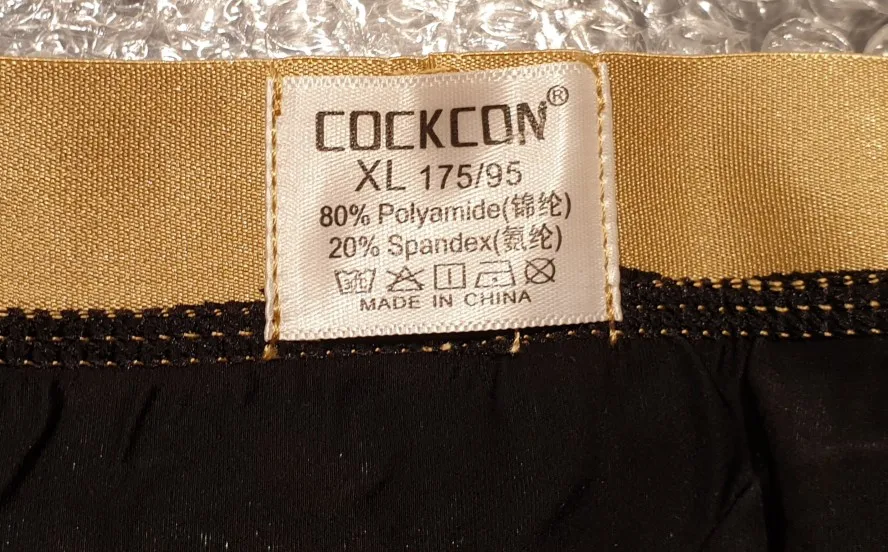 COCKCON®
XL 175/95
80% Polyamide(锦纶)
20% Spandex(氨纶)
MADE IN CHINA